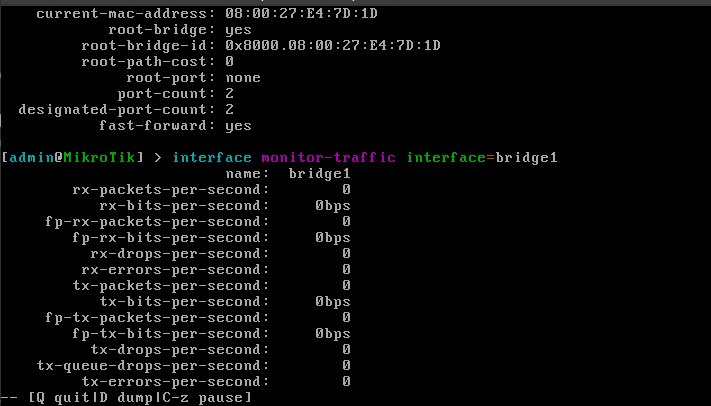 current-mac-address: 08:00:27:E4:7D:1D
root-bridge: yes
root-bridge-id: 0x8000.08:00:27:E4:7D:1D
root-path-cost: 0
root-port: none
port-count: 2
designated-port-count: 2
fast-forward: yes
[admin@MikroTik] > interface monitor-traffic interface=bridge1
name: bridge1
rx-packets-per-second: 0
rx-bits-per-second: 0bps
fp-rx-packets-per-second: 0
fp-rx-bits-per-second: 0bps
rx-drops-per-second: 0
rx-errors-per-second: 0
tx-packets-per-second: 0
tx-bits-per-second: 0bps
fp-tx-packets-per-second: 0
fp-tx-bits-per-second: 0bps
tx-drops-per-second: 0
tx-queue-drops-per-second: 0
tx-errors-per-second: 0
-- [Q quit|D dump|C-z pause]